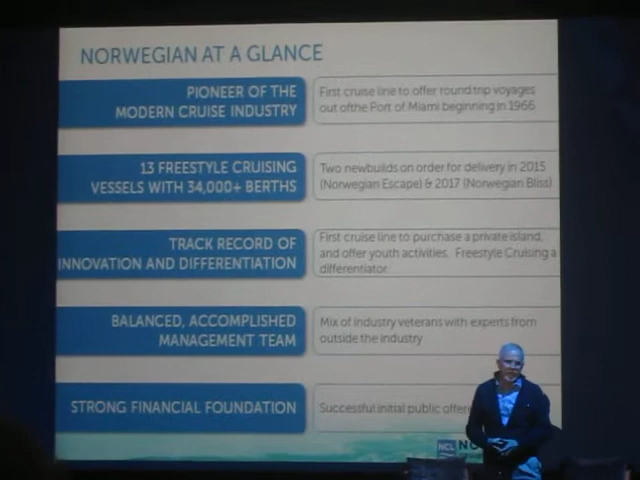 NORWEGIAN AT A GLANCE
PIONEER OF THE
MODERN CRUISE INDUSTRY
First cruise line to offer round trip voyages
out ofthe Port of Miami beginning in 1966
13 FREESTYLE CRUISING
VESSELS WITH 34,000+ BERTHS
Two newbuilds on order for delivery in 2015
(Norwegian Escape) & 2017 (Norwegian Bliss)
TRACK RECORD OF
INNOVATION AND DIFFERENTIATION
First cruise line to purchase a private island,
and offer youth activities. Freestyle Cruising a
differentiator.
BALANCED, ACCOMPLISHED
MANAGEMENT TEAM
Mix of industry veterans with experts from
outside the industry
STRONG FINANCIAL FOUNDATION
Successful initial public
NCL